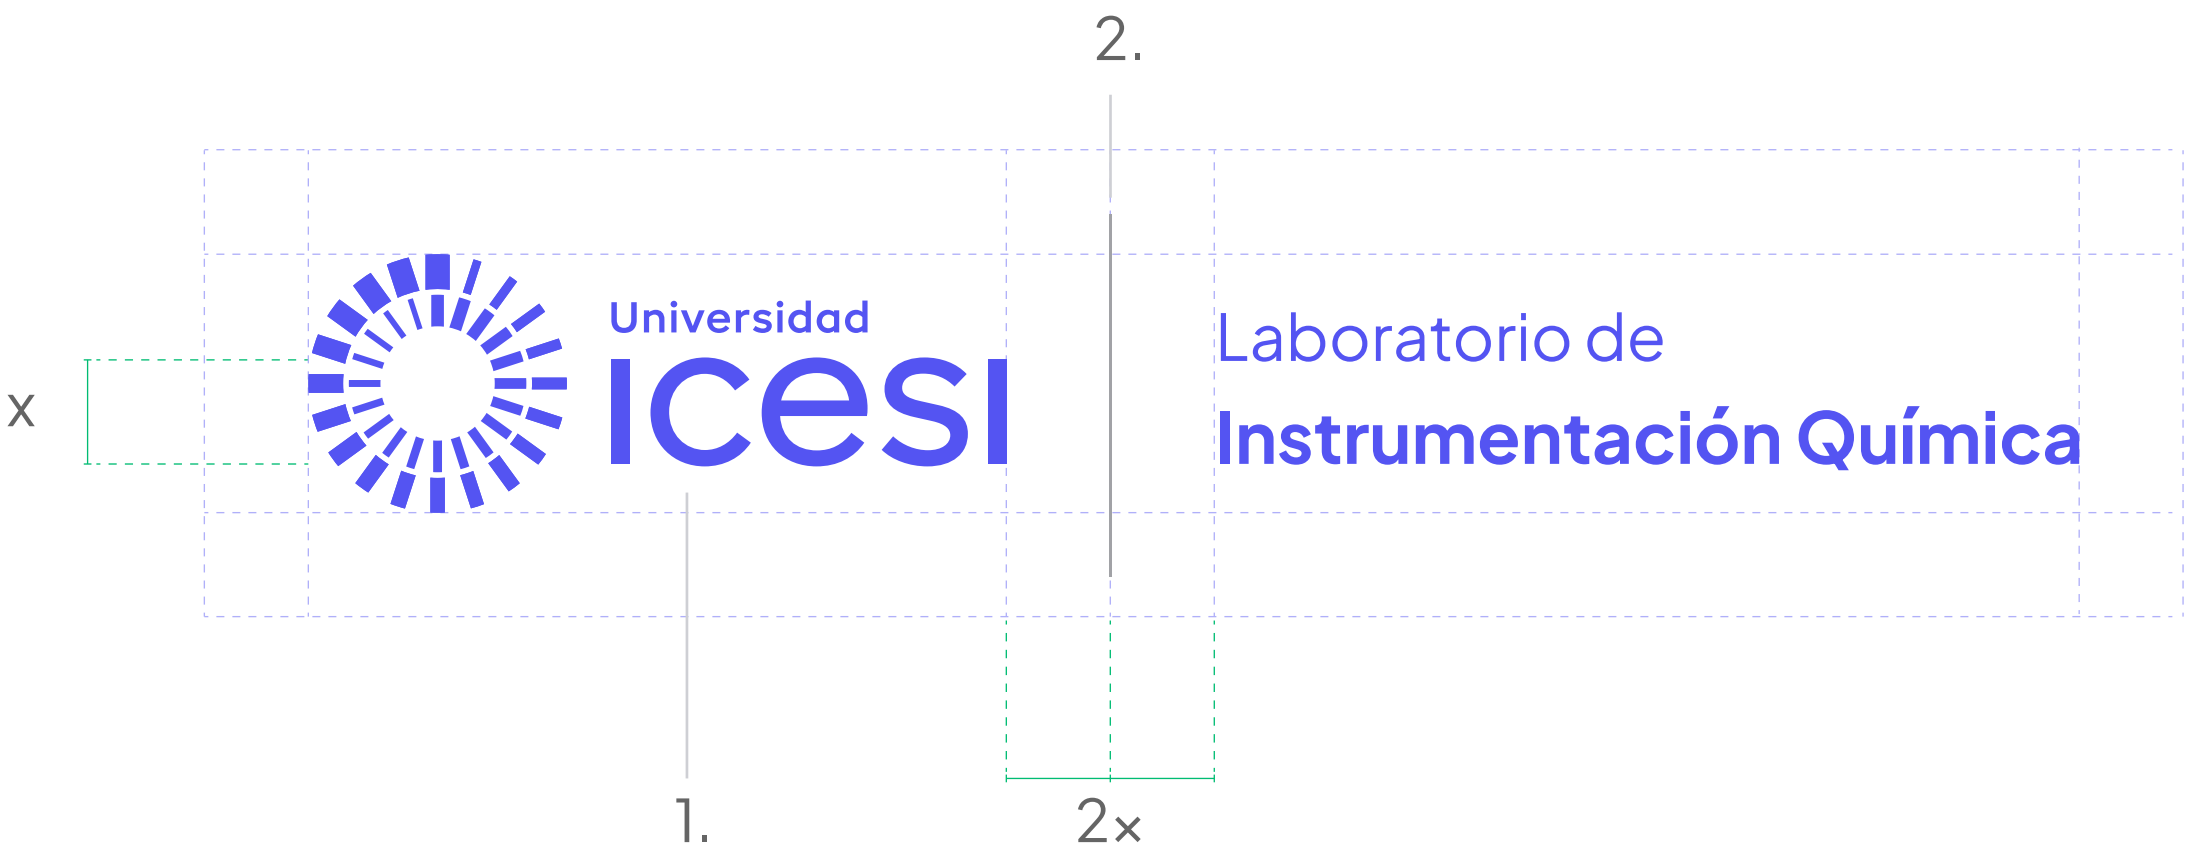 2.
Universidad
ICESI
Laboratorio de
Instrumentación Química
x
1.
2x